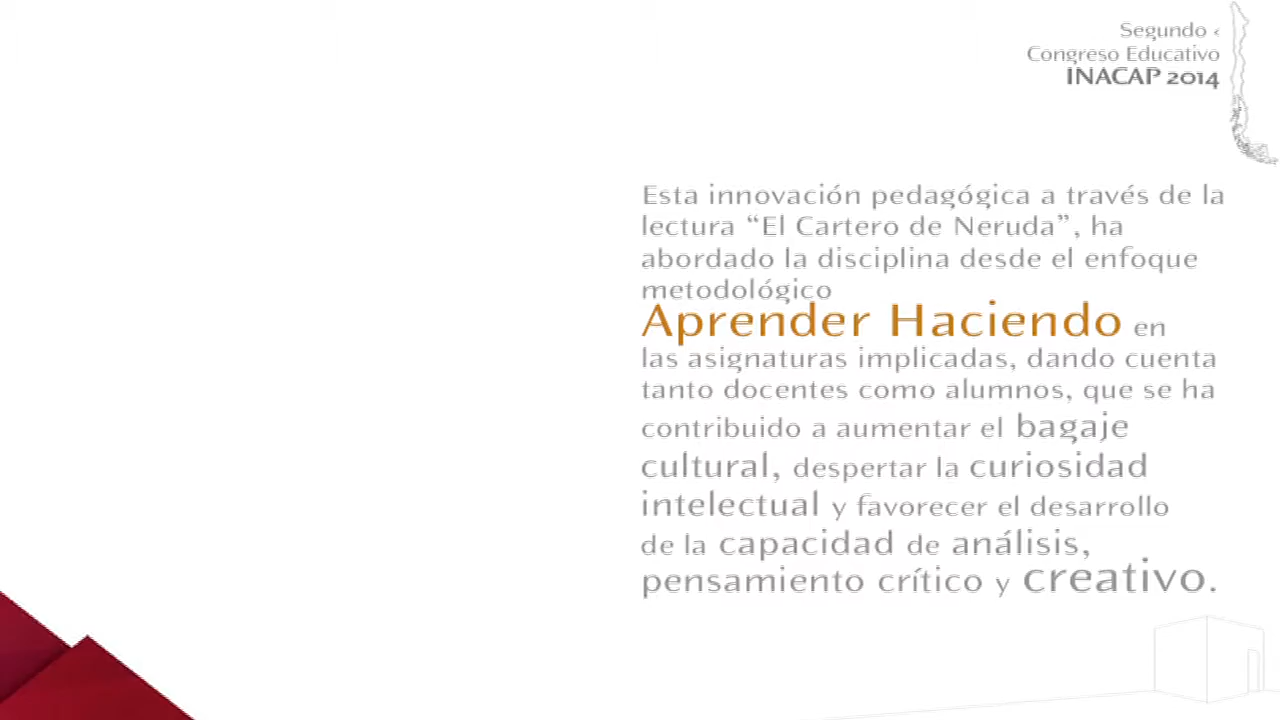 Segundo ‹
Congreso Educativo
INACAP 2014
Esta innovación pedagógica a través de la
lectura “El Cartero de Neruda”, ha
abordado la disciplina desde el enfoque
metodológico
Aprender Haciendo en
las asignaturas implicadas, dando cuenta
tanto docentes como alumnos, que se ha
contribuido a aumentar el bagaje
cultural, despertar la curiosidad
intelectual y favorecer el desarrollo
de la capacidad de análisis,
pensamiento crítico y creativo.